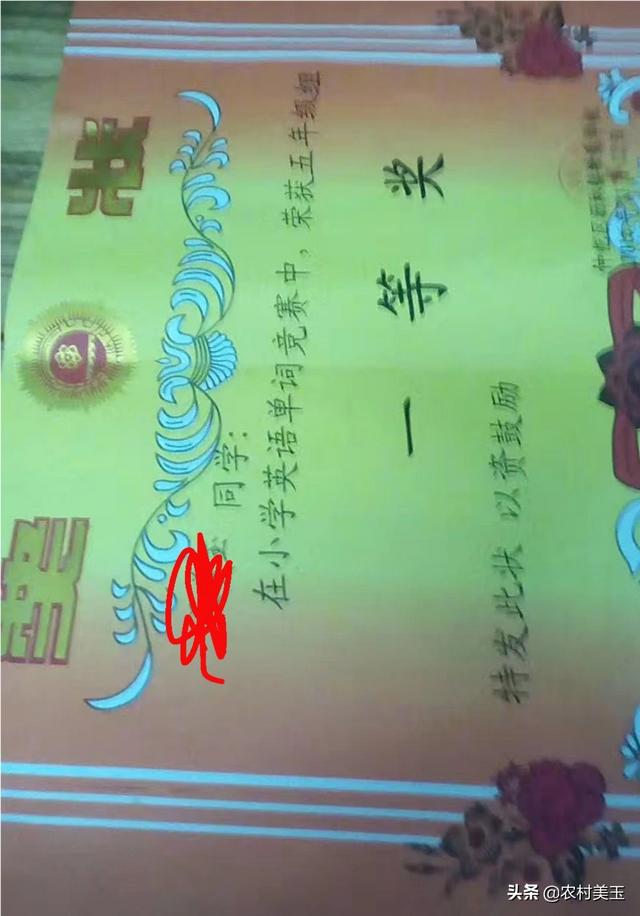 奖 状
同学:
在小学英语单词竞赛中,荣获五年级组
一等奖
特发此状 以资鼓励
头条 @农村美玉